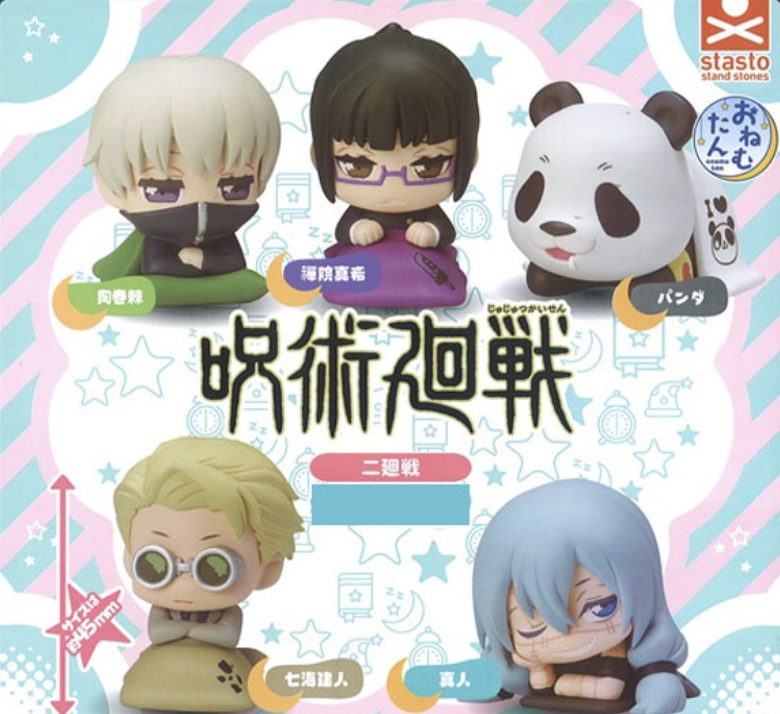 stasto
stand stones
おねむ
たん
onemu
tan
I♥
狗巻棘
禪院真希
パンダ
じゅじゅつかいせん
呪術廻戦
二廻戦
サイズは
約45mm
七海建人
真人